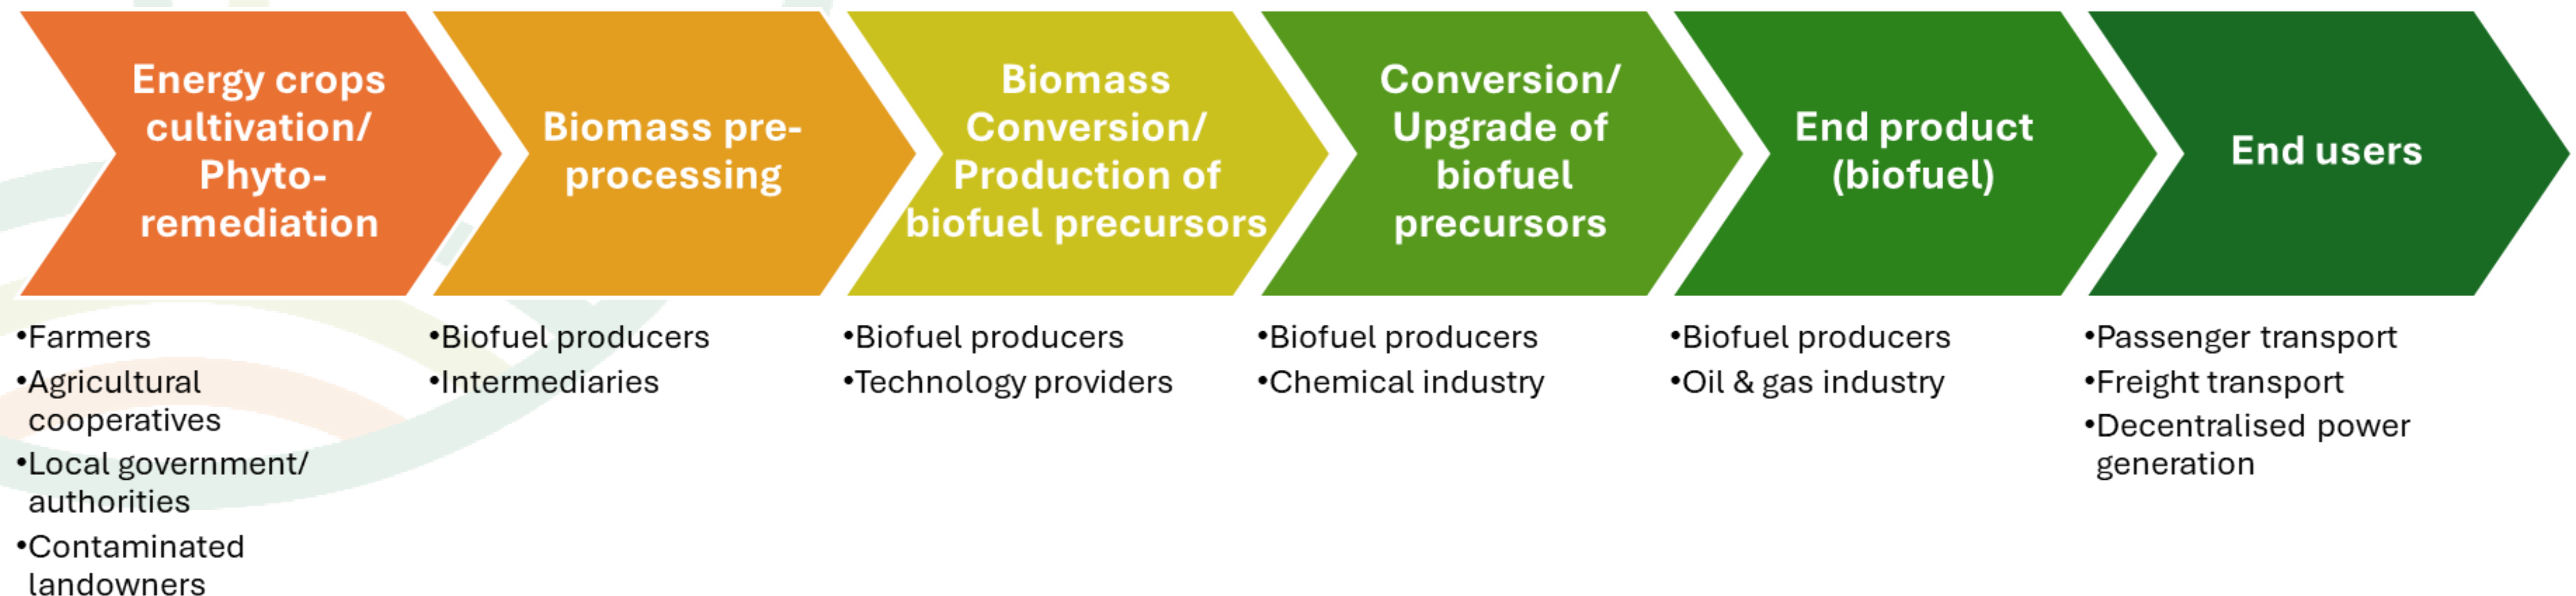 Energy crops
cultivation/
Phyto-
remediation
Biomass pre-
processing
Biomass
Conversion/
Production of
biofuel precursors
Conversion/
Upgrade of
biofuel
precursors
End product
(biofuel)
End users
•Farmers
•Agricultural
cooperatives
•Local government/
authorities
•Contaminated
landowners
•Biofuel producers
•Intermediaries
•Biofuel producers
•Technology providers
•Biofuel producers
•Chemical industry
•Biofuel producers
•Oil & gas industry
•Passenger transport
•Freight transport
•Decentralised power
generation